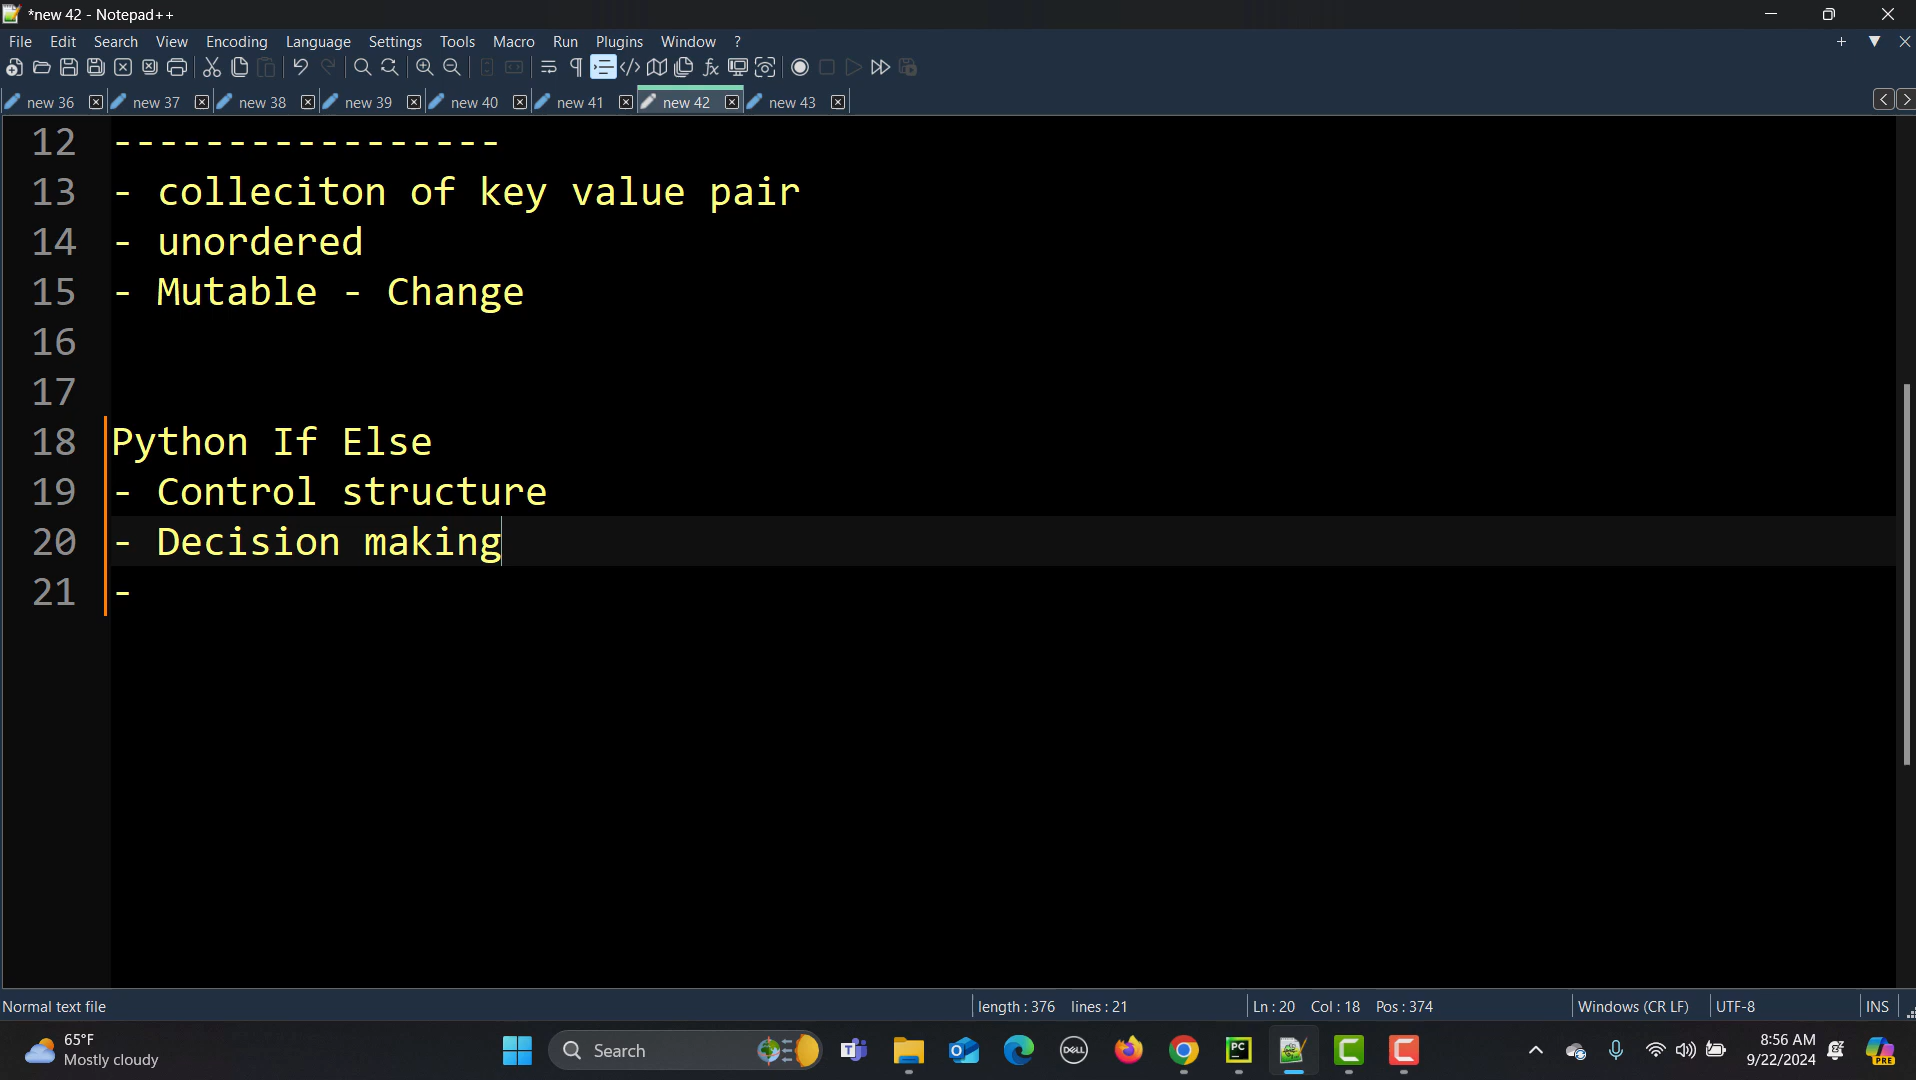 *new 42 - Notepad++
File Edit Search View Encoding Language Settings Tools Macro Run Plugins Window ?
new 36 new 37 new 38 new 39 new 40 new 41 new 42 new 43
12 -----------------
13 - colleciton of key value pair
14 - unordered
15 - Mutable - Change
16
17
18 Python If Else
19 - Control structure
20 - Decision making
21 -
Normal text file length : 376 lines : 21 Ln : 20 Col : 18 Pos : 374 Windows (CR LF) UTF-8 INS
65°F
Mostly cloudy
Search
DELL
PC
8:56 AM
9/22/2024
PRE